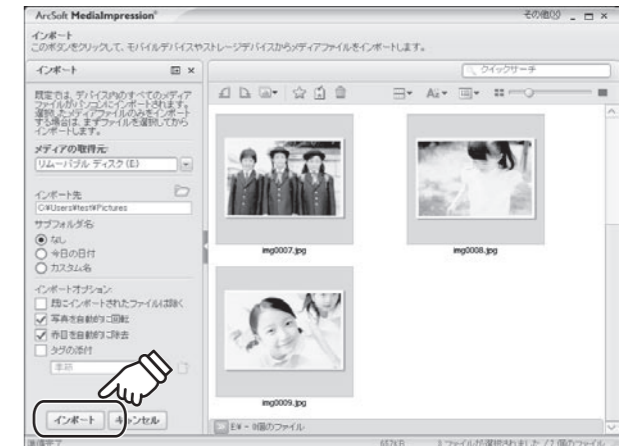 ArcSoft MediaImpression®
その他(X)
インポート
このボタンをクリックして、モバイルデバイスやストレージデバイスからメディアファイルをインポートします。
インポート
クイックサーチ
既定では、デバイス内のすべてのメディア
ファイルがパソコンにインポートされます。
選択したメディアファイルのみをインポート
する場合は、まずファイルを選択してから
インポートします。
メディアの取得元:
リムーバブル ディスク (E)
インポート先
C:¥Users¥test¥Pictures
サブフォルダ名:
なし
今日の日付
カスタム名
インポートオプション:
既にインポートされたファイルは除く
写真を自動的に回転
赤目を自動的に除去
タグの添付
インポート
キャンセル
img0007.jpg
img0008.jpg
img0009.jpg
E:¥ - 0個のファイル
準備完了